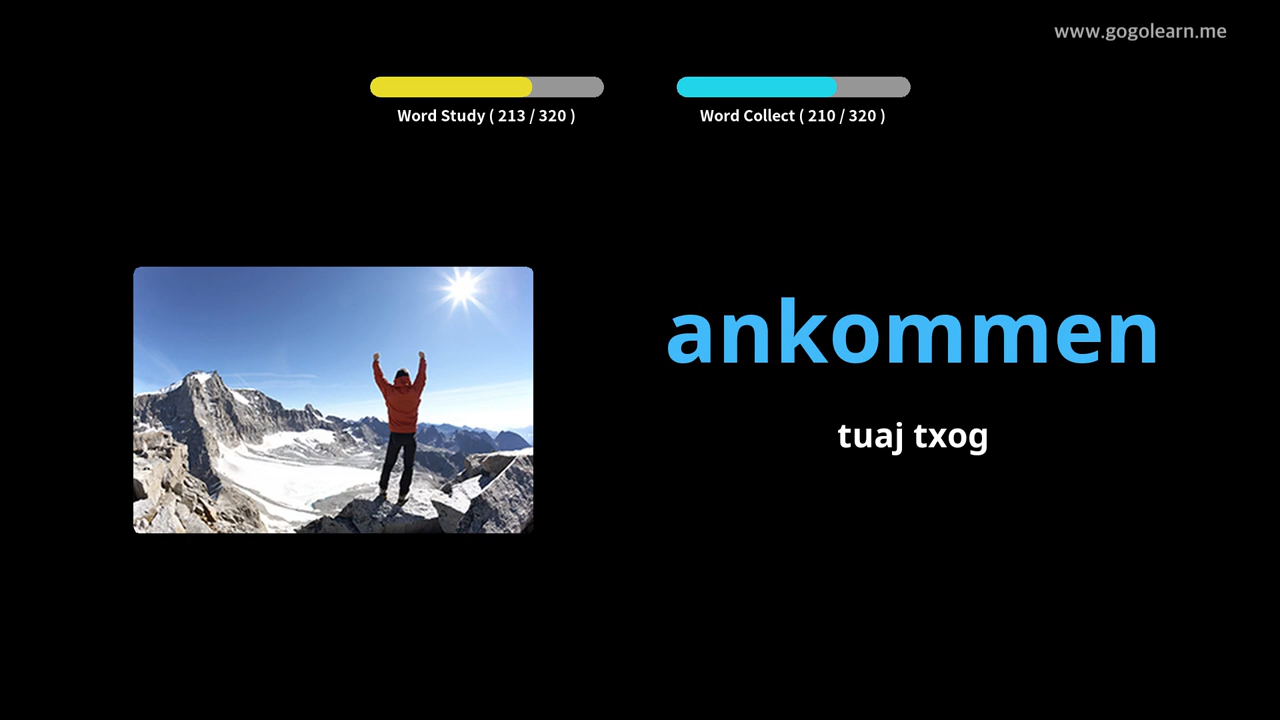 www.gogolearn.me
Word Study ( 213 / 320 )
Word Collect ( 210 / 320 )
ankommen
tuaj txog